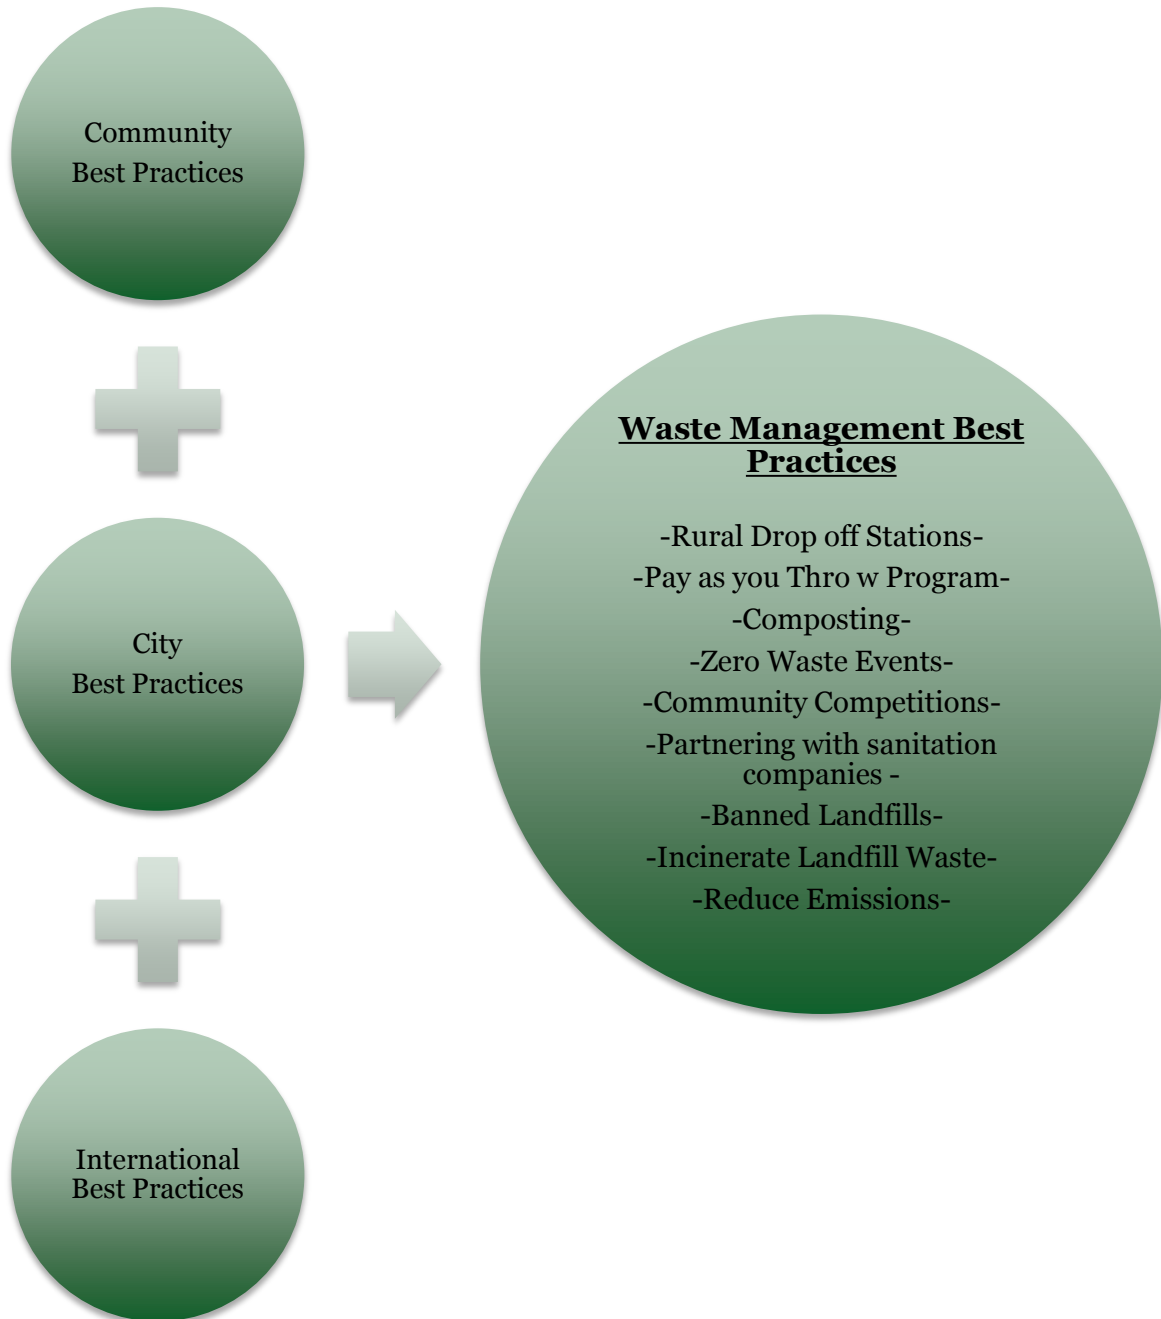 Community
Best Practices
City
Best Practices
International
Best Practices
Waste Management Best
Practices
-Rural Drop off Stations-
-Pay as you Thro w Program-
-Composting-
-Zero Waste Events-
-Community Competitions-
-Partnering with sanitation
companies -
-Banned Landfills-
-Incinerate Landfill Waste-
-Reduce Emissions-